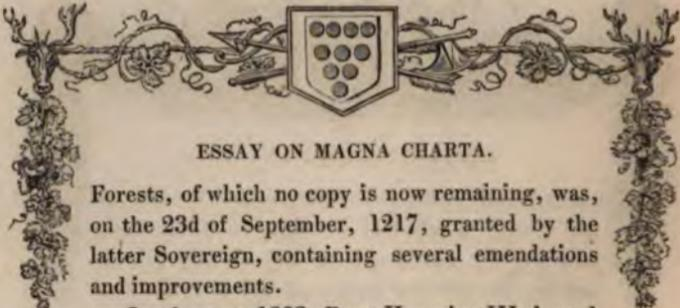 ESSAY ON MAGNA CHARTA.
Forests, of which no copy is now remaining, was,
on the 23d of September, 1217, granted by the
latter Sovereign, containing several emendations
and improvements.